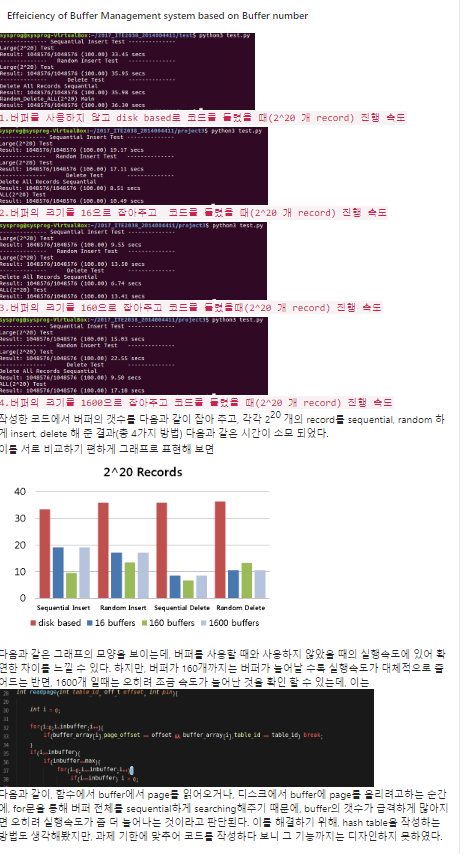 Effeiciency of Buffer Management system based on Buffer number
sysprog@sysprog-VirtualBox:~/2017_ITE2038_2014004411/test$ python3 test.py
-------------- Sequantial Insert Test --------------
Large(2^20) Test
Result: 1048576/1048576 (100.00) 33.45 secs
-------------- Random Insert Test --------------
Large(2^20) Test
Result: 1048576/1048576 (100.00) 35.95 secs
-------------- Delete Test --------------
Delete All Records Sequantial
Result: 1048576/1048576 (100.00) 35.98 secs
Random_Delete_ALL(2^20) Main
Result: 1048576/1048576 (100.00) 36.30 secs
1.버퍼를 사용하지 않고 disk based로 코드를 돌렸을 때(2^20 개 record) 진행 속도
sysprog@sysprog-VirtualBox:~/2017_ITE2038_2014004411/project3$ python3 test.py
-------------- Sequantial Insert Test --------------
Large(2^20) Test
Result: 1048576/1048576 (100.00) 19.17 secs
-------------- Random Insert Test --------------
Large(2^20) Test
Result: 1048576/1048576 (100.00) 17.11 secs
-------------- Delete Test --------------
Delete All Records Sequantial
Result: 1048576/1048576 (100.00) 8.51 secs
ALL(2^20) Test
Result: 1048576/1048576 (100.00) 10.49 secs
2.버퍼의 크기를 16으로 잡아주고 코드를 돌렸을 때(2^20 개 record) 진행 속도
sysprog@sysprog-VirtualBox:~/2017_ITE2038_2014004411/project3$ python3 test.py
-------------- Sequantial Insert Test --------------
Large(2^20) Test
Result: 1048576/1048576 (100.00) 9.55 secs
-------------- Random Insert Test --------------
Large(2^20) Test
Result: 1048576/1048576 (100.00) 13.50 secs
-------------- Delete Test --------------
Delete All Records Sequantial
Result: 1048576/1048576 (100.00) 6.74 secs
ALL(2^20) Test
Result: 1048576/1048576 (100.00) 13.41 secs
3.버퍼의 크기를 160으로 잡아주고 코드를 돌렸을때(2^20 개 record) 진행 속도
sysprog@sysprog-VirtualBox:~/2017_ITE2038_2014004411/project3$ python3 test.py
-------------- Sequantial Insert Test --------------
Large(2^20) Test
Result: 1048576/1048576 (100.00) 15.03 secs
-------------- Random Insert Test --------------
Large(2^20) Test
Result: 1048576/1048576 (100.00) 22.55 secs
-------------- Delete Test --------------
Delete All Records Sequantial
Result: 1048576/1048576 (100.00) 9.50 secs
ALL(2^20) Test
Result: 1048576/1048576 (100.00) 17.18 secs
4.버퍼의 크기를 1600으로 잡아 주고 코드를 돌렸을 때(2^20 개 record) 진행 속도
작성한 코드에서 버퍼의 갯수를 다음과 같이 잡아 주고, 각각 2^20 개의 record를 sequential, random 하
게 insert, delete 해 준 결과(총 4가지 방법) 다음과 같은 시간이 소모 되었다.
이를 서로 비교하기 편하게 그래프로 표현해 보면
2^20 Records
40
30
20
10
0
Sequential Insert Random Insert Sequential Delete Random Delete
disk based 16 buffers 160 buffers 1600 buffers
다음과 같은 그래프의 모양을 보이는데, 버퍼를 사용할 때와 사용하지 않았을 때의 실행속도에 있어 확
연한 차이를 느낄 수 있다. 하지만, 버퍼가 160개까지는 버퍼가 늘어날 수록 실행속도가 대체적으로 줄
어드는 반면, 1600개 일때는 오히려 조금 속도가 늘어난 것을 확인 할 수 있는데, 이는
int readpage(int table_id, off_t offset, int pin){
int i = 0;
for(i=0;i<inbuffer;i++){
if(buffer_array[i].page_offset == offset && buffer_array[i].table_id == table_id) break;
}
if(i==inbuffer){
if(inbuffer==max){
for(i=0;i<inbuffer;i++){
if(i==inbuffer) i = 0;
다음과 같이, 함수에서 buffer에서 page를 읽어오거나, 디스크에서 buffer에 page를 올리려고하는 순간
에, for문을 통해 버퍼 전체를 sequential하게 searching해주기 때문에, buffer의 갯수가 급격하게 많아지
면 오히려 실행속도가 좀 더 늘어나는 것이라고 판단된다. 이를 해결하기 위해, hash table을 작성하는
방법도 생각해봤지만, 과제 기한에 맞추어 코드를 작성하다 보니 그 기능까지는 디자인하지 못하였다.